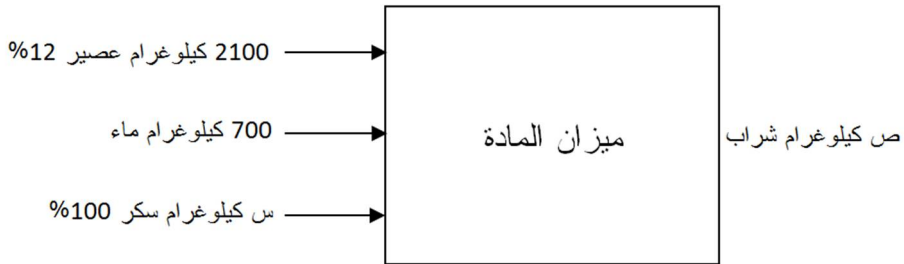 2100 كيلوغرام عصير 12%
700 كيلوغرام ماء
س كيلوغرام سكر 100%
ميزان المادة
ص كيلوغرام شراب